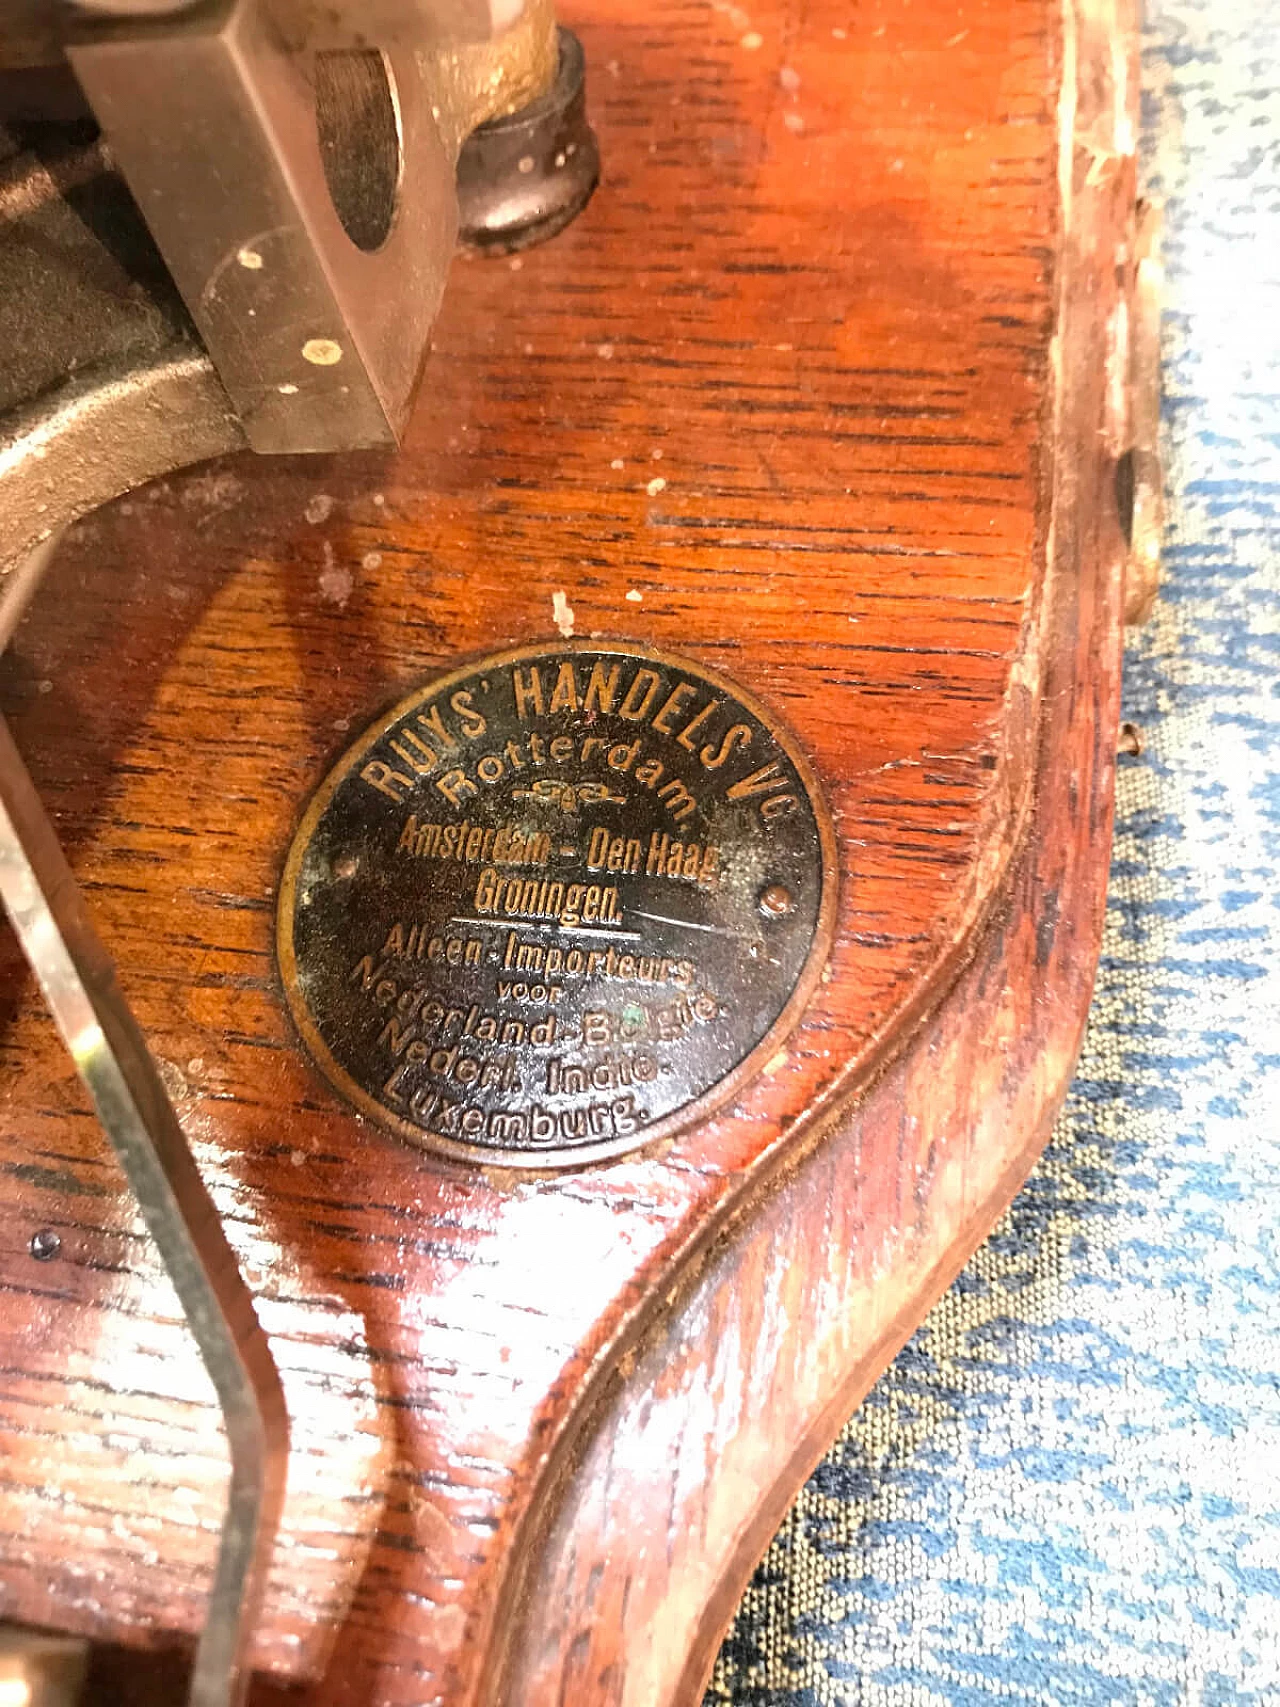 RUYS' HANDELS Vg
Rotterdam.
Amsterdam - Den Haag
Groningen.
Alleen-Importeurs
VOOR
Nederland-België.
Nederl. Indië.
Luxemburg.